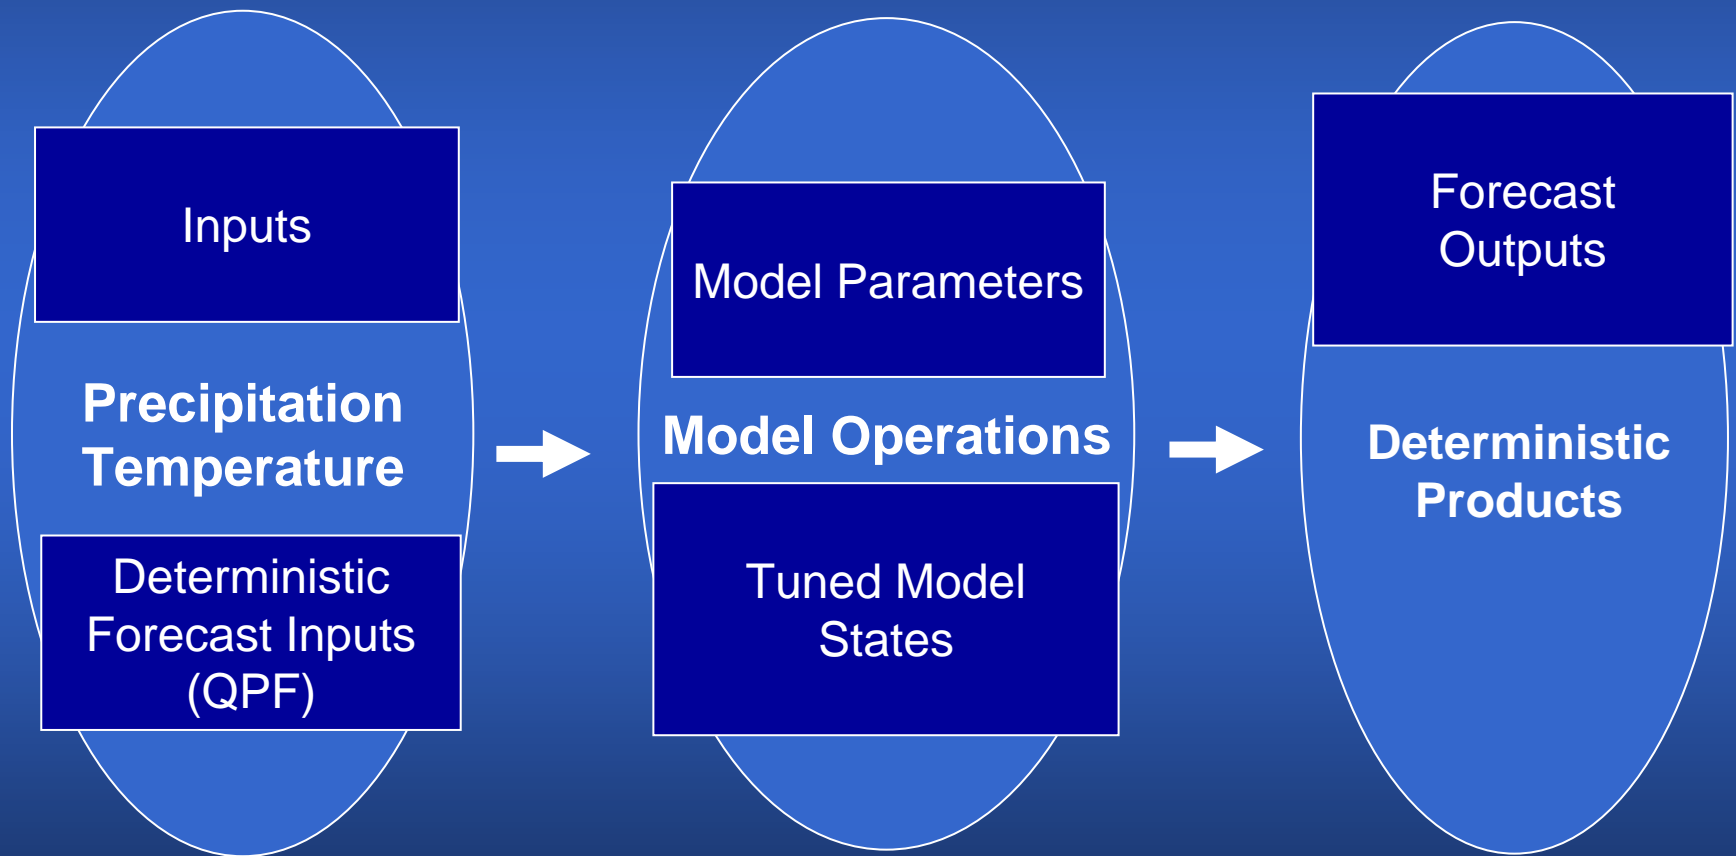 Inputs
Precipitation
Temperature
Deterministic
Forecast Inputs
(QPF)
Model Parameters
Model Operations
Tuned Model
States
Forecast
Outputs
Deterministic
Products